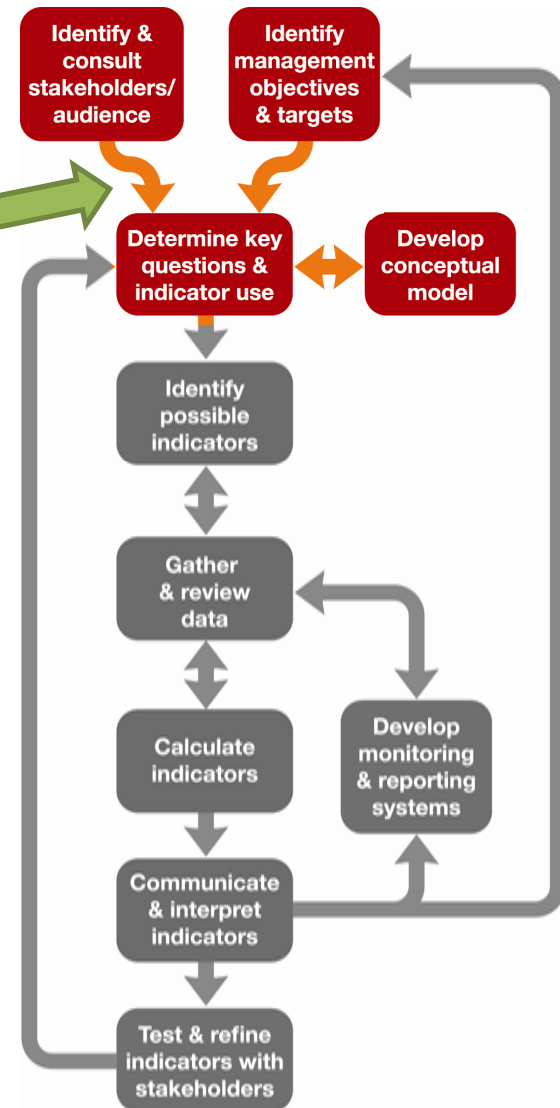 Identify &
consult
stakeholders/
audience
Identify
management
objectives
& targets
Determine key
questions &
indicator use
Develop
conceptual
model
Identify
possible
indicators
Gather
& review
data
Calculate
indicators
Develop
monitoring
& reporting
systems
Communicate
& interpret
indicators
Test & refine
indicators with
stakeholders